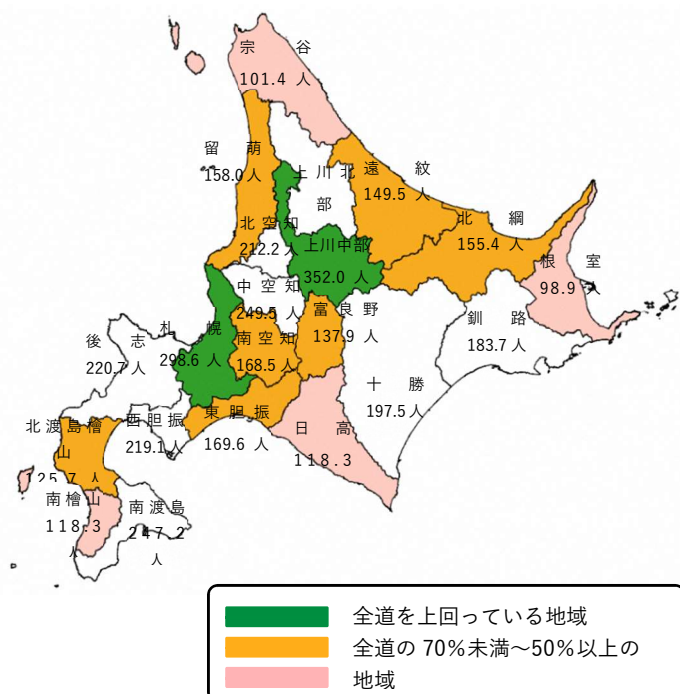 宗谷
101.4 人
留萌
158.0人
上川北部
遠紋
149.5 人
北網
155.4 人
北空知
212.2 人
上川中部
352.0 人
根室
98.9 人
中空知
249.5 人
富良野
137.9 人
釧路
183.7 人
札幌
298.6 人
南空知
168.5 人
後志
220.7 人
十勝
197.5 人
東胆振
169.6 人
西胆振
219.1 人
日高
118.3
北渡島檜山
125.7 人
南檜山
118.3
人
南渡島
247.2
人
全道を上回っている地域
全道の 70%未満~50%以上の
地域